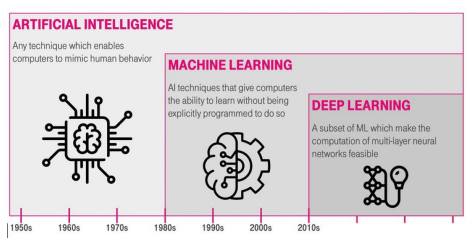 ARTIFICIAL INTELLIGENCE
Any technique which enables
computers to mimic human behavior
MACHINE LEARNING
AI techniques that give computers
the ability to learn without being
explicitly programmed to do so
DEEP LEARNING
A subset of ML which make the
computation of multi-layer neural
networks feasible
1950s 1960s 1970s 1980s 1990s 2000s 2010s